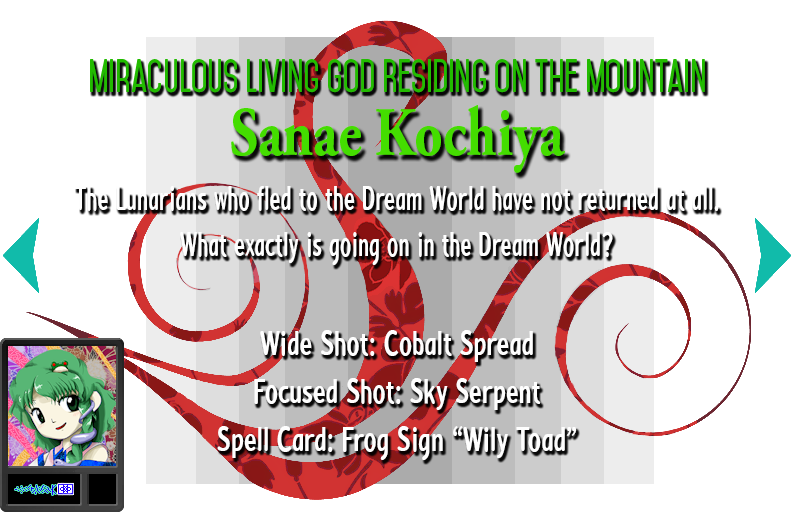 MIRACULOUS LIVING GOD RESIDING ON THE MOUNTAIN
Sanae Kochiya
The Lunarians who fled to the Dream World have not returned at all.
What exactly is going on in the Dream World?
Wide Shot: Cobalt Spread
Focused Shot: Sky Serpent
Spell Card: Frog Sign “Wily Toad”